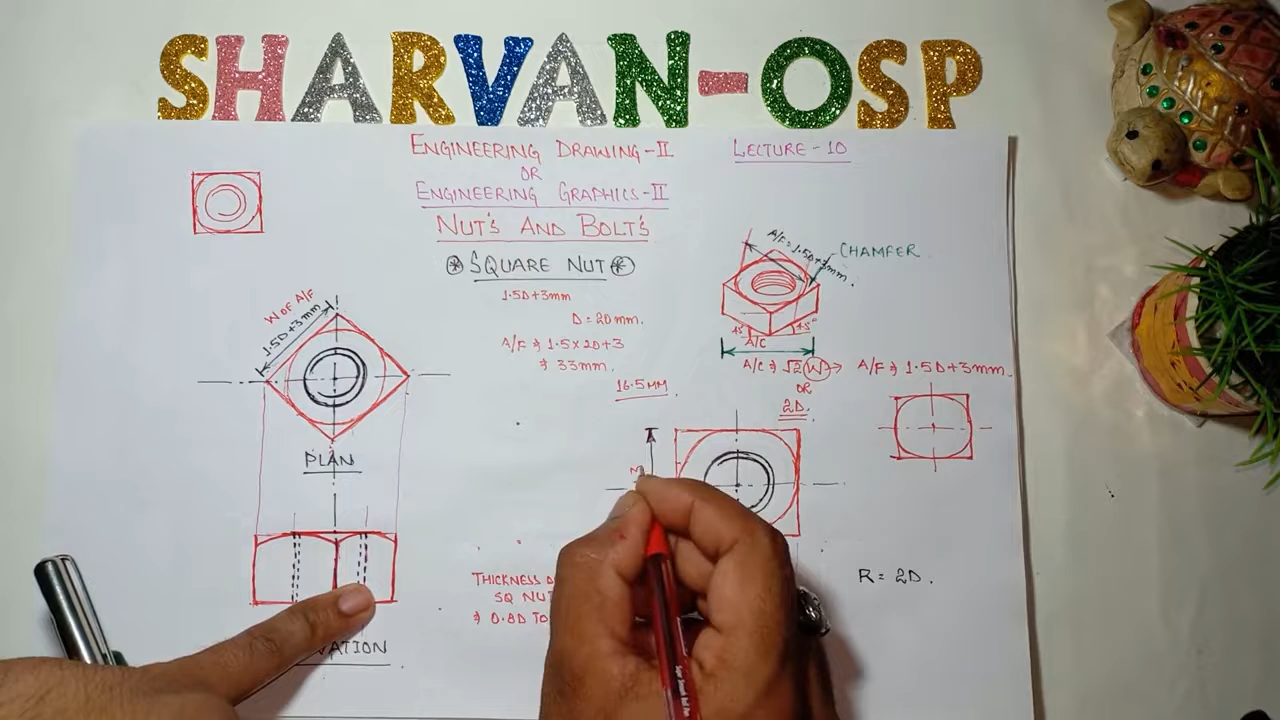 SHARVAN-OSP
ENGINEERING DRAWING-II
OR
ENGINEERING GRAPHICS-II
LECTURE-10
NUT'S AND BOLT'S
SQUARE NUT
1.5D+3mm
D=20mm.
A/F ⇒ 1.5×20+3
⇒ 33mm.
16.5MM
W OF A/F
1.5D+3mm
PLAN
A/F=1.5D+3mm.
CHAMFER
45°
45°
A/C
A/C ⇒ √2 W →
A/F ⇒ 1.5D+3mm.
OR
2D.
THICKNESS
SQ NUT
⇒ 0.8D TO
R=2D.